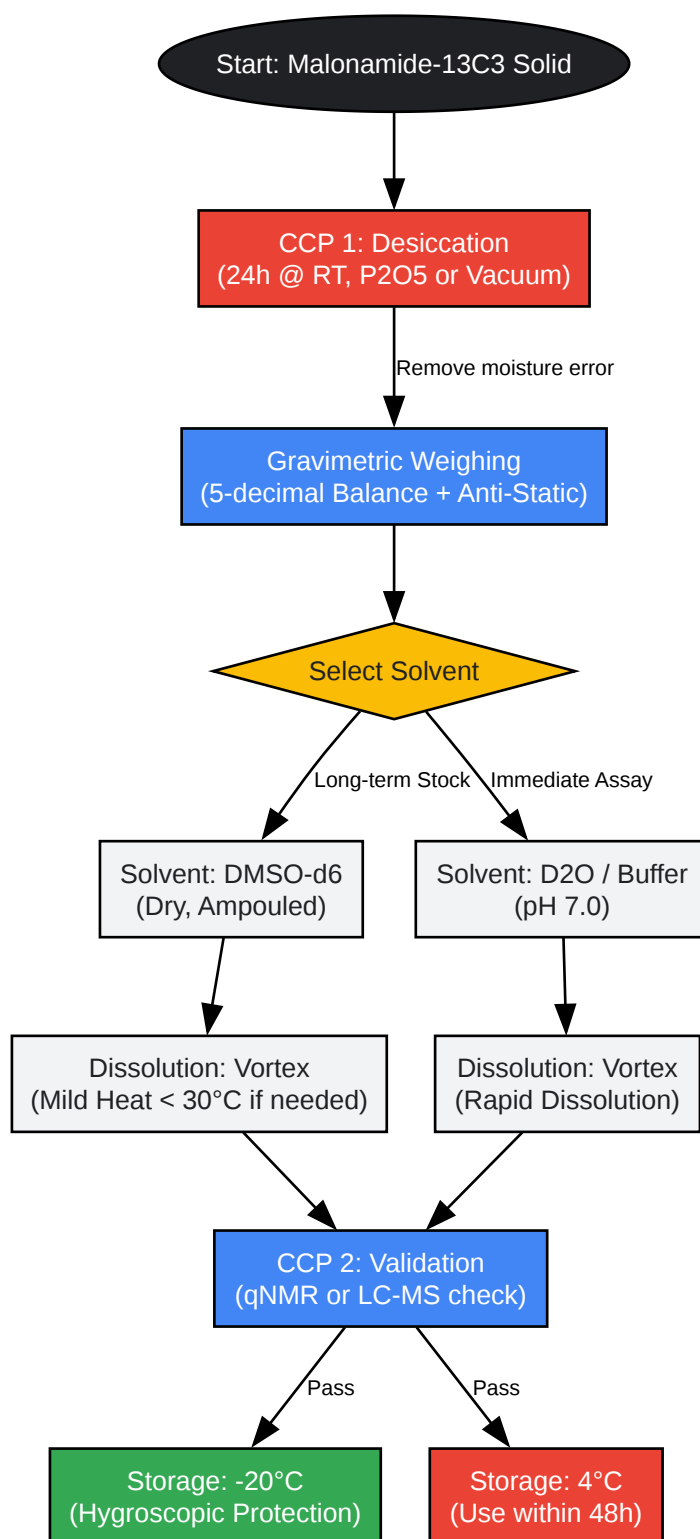 Start: Malonamide-13C3 Solid
CCP 1: Desiccation
(24h @ RT, P2O5 or Vacuum)
Remove moisture error
Gravimetric Weighing
(5-decimal Balance + Anti-Static)
Select Solvent
Long-term Stock
Immediate Assay
Solvent: DMSO-d6
(Dry, Ampouled)
Solvent: D2O / Buffer
(pH 7.0)
Dissolution: Vortex
(Mild Heat < 30°C if needed)
Dissolution: Vortex
(Rapid Dissolution)
CCP 2: Validation
(qNMR or LC-MS check)
Pass
Pass
Storage: -20°C
(Hygroscopic Protection)
Storage: 4°C
(Use within 48h)